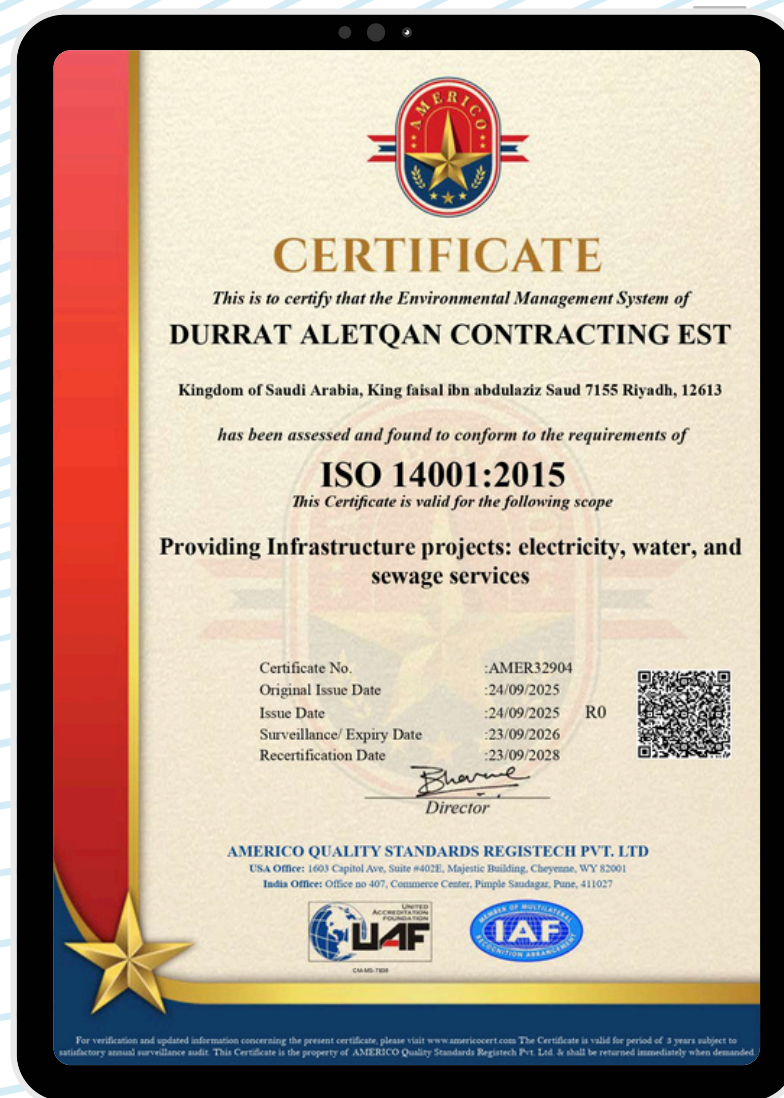 AMERICO
CERTIFICATE
This is to certify that the Environmental Management System of
DURRAT ALETQAN CONTRACTING EST
Kingdom of Saudi Arabia, King faisal ibn abdulaziz Saud 7155 Riyadh, 12613
has been assessed and found to conform to the requirements of
ISO 14001:2015
This Certificate is valid for the following scope
Providing Infrastructure projects: electricity, water, and
sewage services
Certificate No. :AMER32904
Original Issue Date :24/09/2025
Issue Date :24/09/2025 R0
Surveillance/ Expiry Date :23/09/2026
Recertification Date :23/09/2028
Director
AMERICO QUALITY STANDARDS REGISTECH PVT. LTD
USA Office: 1603 Capitol Ave, Suite #402E, Majestic Building, Cheyenne, WY 82001
India Office: Office no 407, Commerce Center, Pimple Saudagar, Pune, 411027
UNITED
ACCREDITATION
FOUNDATION
UAF
MEMBER OF MULTILATERAL
IAF
RECOGNITION ARRANGEMENT
For verification and updated information concerning the present certificate, please visit www.americocert.com The Certificate is valid for period of 3 years subject to
satisfactory annual surveillance audit. This Certificate is the property of AMERICO Quality Standards Registech Pvt. Ltd. & shall be returned immediately when demanded.